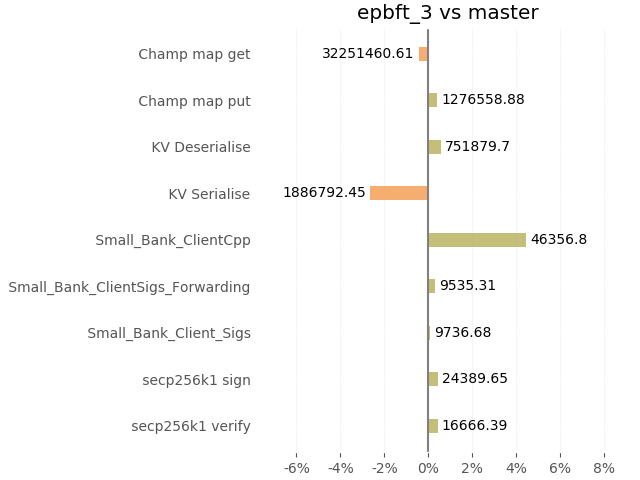 epbft_3 vs master
Champ map get 32251460.61
Champ map put 1276558.88
KV Deserialise 751879.7
KV Serialise 1886792.45
Small_Bank_ClientCpp 46356.8
Small_Bank_ClientSigs_Forwarding 9535.31
Small_Bank_Client_Sigs 9736.68
secp256k1 sign 24389.65
secp256k1 verify 16666.39
-6% -4% -2% 0% 2% 4% 6% 8%